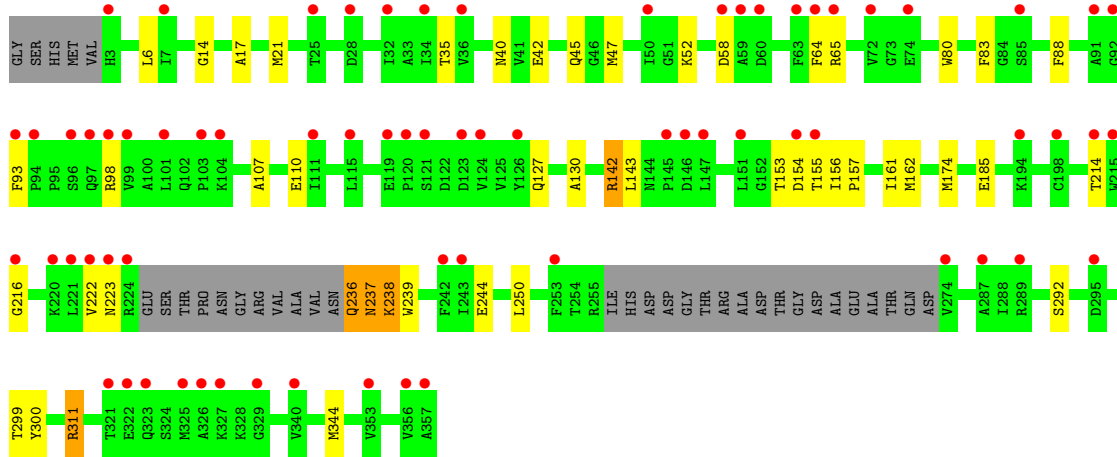 GLY SER HIS MET VAL H3 L6 I7 G14 A17 M21 T25 D28 I32 A33 I34 T35 V36 N40 V41 E42 Q45 G46 M47 I50 G51 K52 D58 A59 D60 F63 F64 R65 V72 G73 E74 W80 F83 G84 S85 F88 A91 G92
F93 P94 P95 S96 Q97 R98 V99 A100 L101 Q102 P103 K104 A107 E110 I111 L115 E119 P120 S121 D122 D123 V124 V125 Y126 Q127 A130 R142 L143 N144 P145 D146 L147 L151 G152 T153 D154 T155 I156 P157 I161 M162 M174 E185 K194 C198 T214 W215
G216 K220 L221 V222 N223 R224 GLU SER THR PRO ASN GLY ARG VAL ALA VAL ASN Q236 N237 K238 W239 F242 I243 E244 L250 F253 T254 R255 ILE HIS ASP ASP GLY THR ARG ALA ASP THR GLY ASP ALA GLU ALA THR GLN ASP V274 A287 I288 R289 S292 D295
T299 Y300 R311 T321 E322 Q323 S324 M325 A326 K327 K328 G329 V340 M344 V353 V356 A357